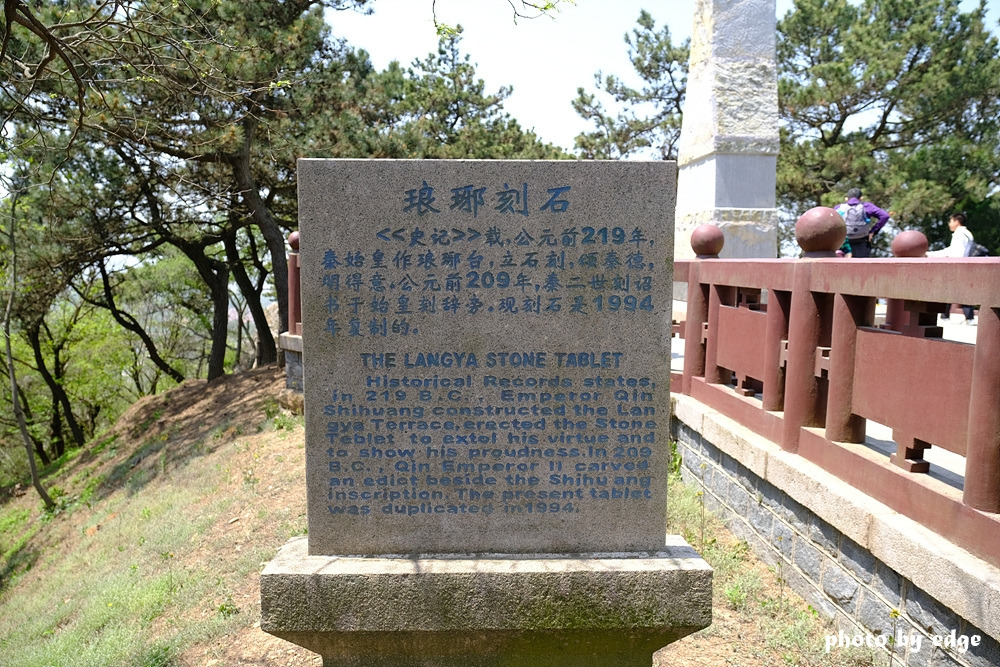 琅琊刻石
<<史记>>载,公元前219年,
秦始皇作琅琊台,立石刻,颂秦德,
明得意.公元前209年,秦二世刻诏
书于始皇刻辞旁.现刻石是1994
年复制的.
THE LANGYA STONE TABLET
Historical Records states,
in 219 B.C., Emperor Qin
Shihuang constructed the Lan
gya Terrace,erected the Stone
Teblet to extol his virtue and
to show his proudness.In 209
B.C., Qin Emperor II carved
an edict beside the Shihuang
inscription.The present tablet
was duplicated in1994.
photo by edge